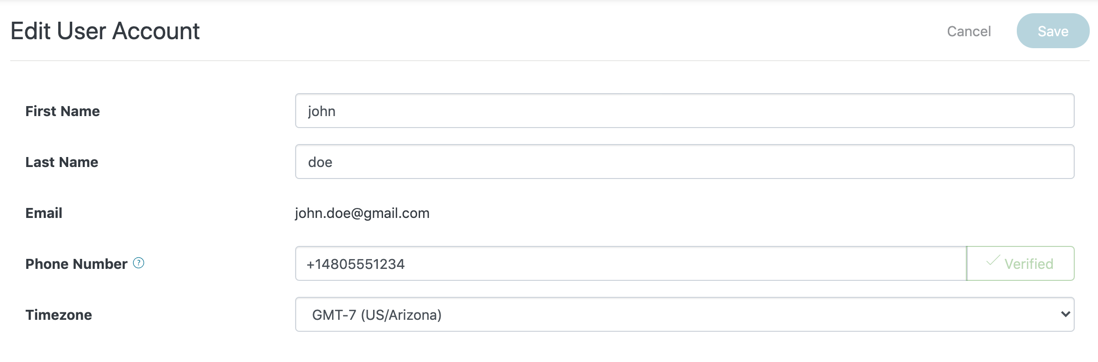 Edit User Account Cancel Save
First Name john
Last Name doe
Email john.doe@gmail.com
Phone Number ? +14805551234 Verified
Timezone GMT-7 (US/Arizona)